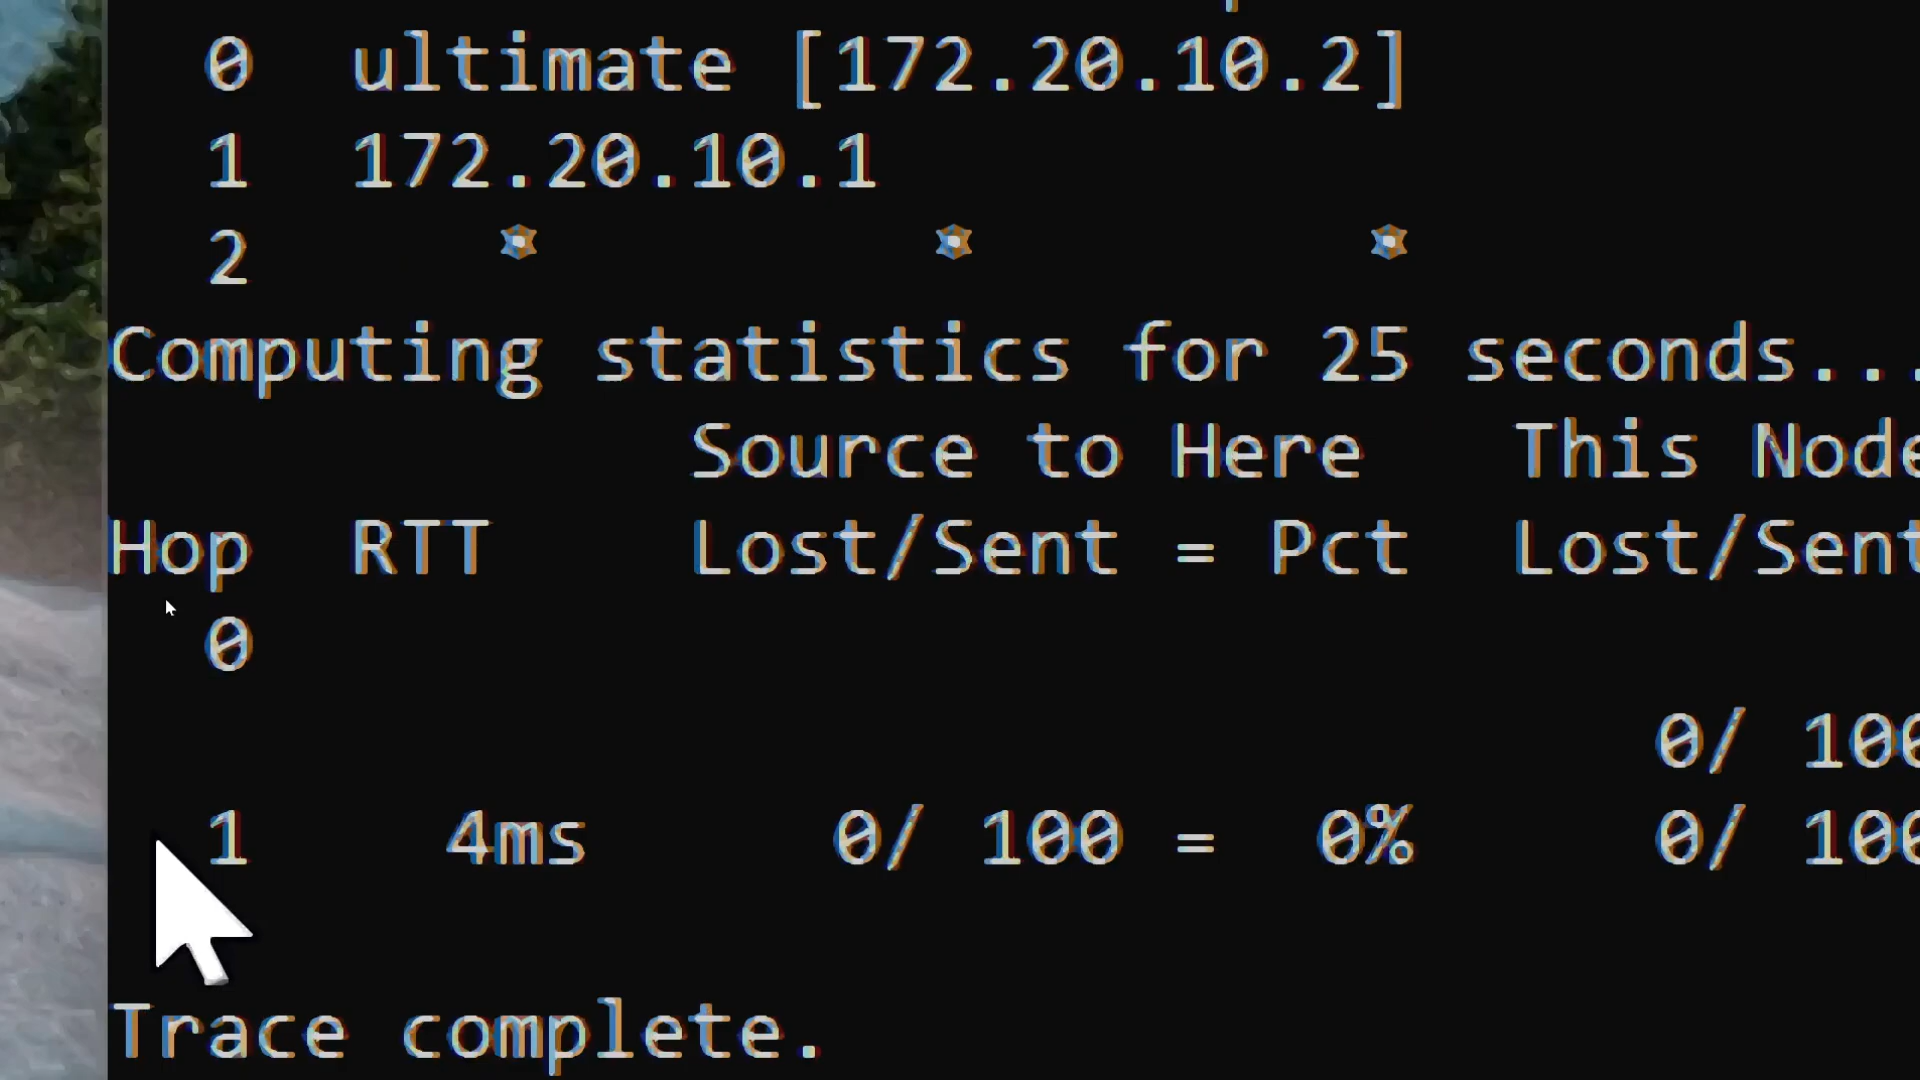 0 ultimate [172.20.10.2]
1 172.20.10.1
2 * * *
Computing statistics for 25 seconds...
Source to Here This Node
Hop RTT Lost/Sent = Pct Lost/Sent
0
0/ 100
1 4ms 0/ 100 = 0% 0/ 100
Trace complete.